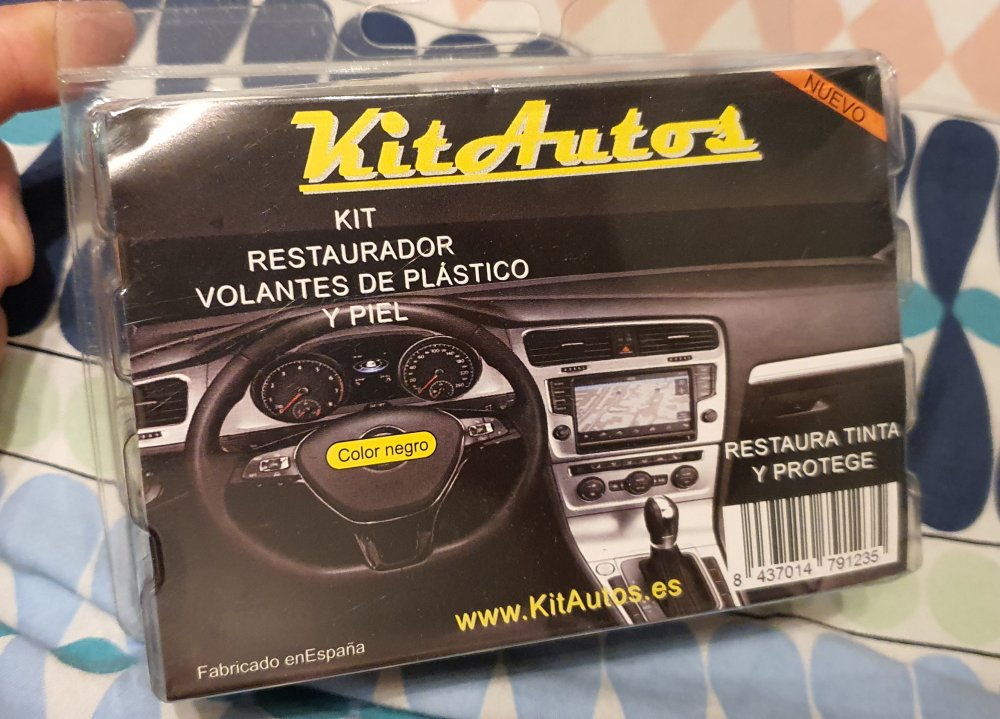 NUEVO
KitAutos
KIT
RESTAURADOR
VOLANTES DE PLÁSTICO
Y PIEL
Color negro
RESTAURA TINTA
Y PROTEGE
8 437014 791235
www.KitAutos.es
Fabricado enEspaña